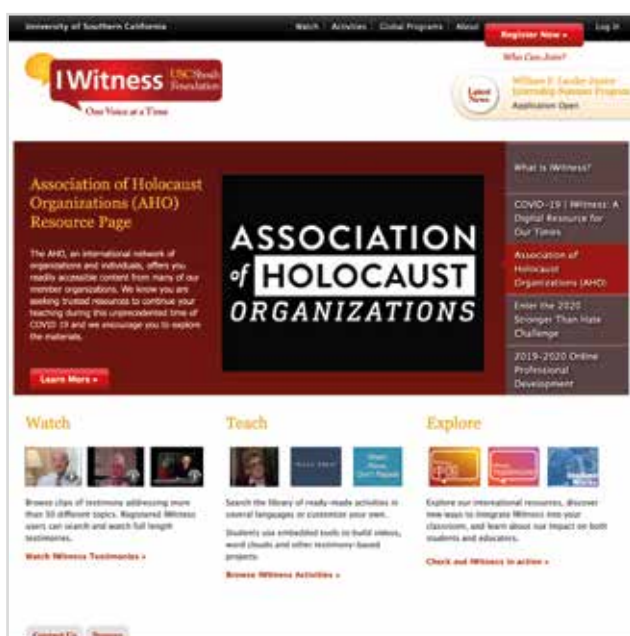 University of Southern California
Watch
Activities
Global Programs
About
Register Now »
Log In
Who Can Join?
IWitness
USC Shoah
Foundation
One Voice at a Time
Latest
News
Internship Summer Program
Application Open
Association of Holocaust
Organizations (AHO)
Resource Page
The AHO, an international network of
organizations and individuals, offers you
readily accessible content from many of our
member organizations. We know you are
seeking trusted resources to continue your
teaching during this unprecedented time of
COVID-19 and we encourage you to explore
the materials.
Learn More »
ASSOCIATION
of HOLOCAUST
ORGANIZATIONS
What is IWitness?
COVID-19 | IWitness: A
Digital Resource for
Our Times
Association of
Holocaust
Organizations (AHO)
Enter the 2020
Stronger Than Hate
Challenge
2019-2020 Online
Professional
Development
Watch
Browse clips of testimony addressing more
than 50 different topics. Registered IWitness
users can search and watch full length
testimonies.
Watch IWitness Testimonies »
Teach
Search the library of ready-made activities in
several languages or customize your own.
Students use embedded tools to build videos,
word clouds and other testimony-based
projects.
Browse IWitness Activities »
Explore
Explore our international resources, discover
new ways to integrate IWitness into your
classroom, and learn about our impact on both
students and educators.
Check out IWitness in action »
Contact Us